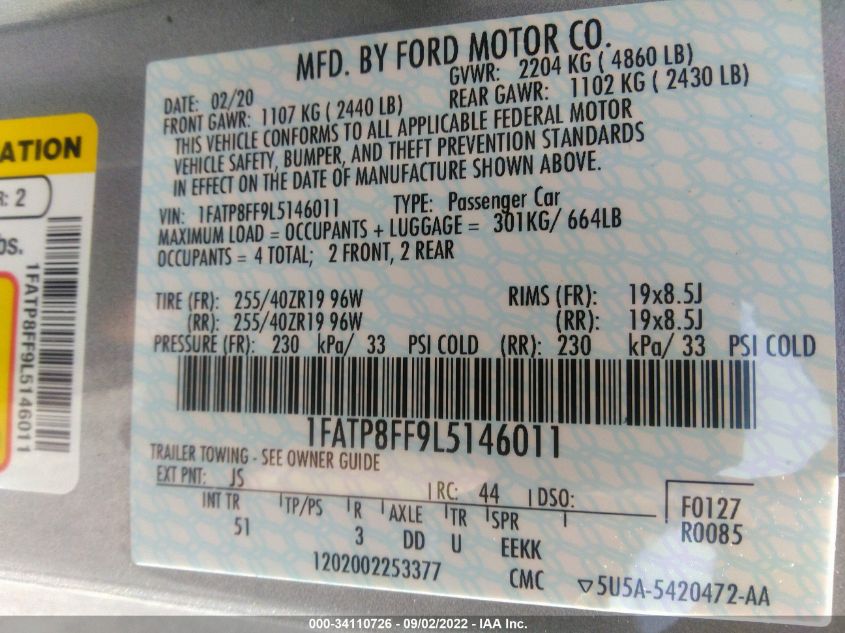 MFD. BY FORD MOTOR CO.
DATE: 02/20 GVWR: 2204 KG ( 4860 LB)
FRONT GAWR: 1107 KG ( 2440 LB) REAR GAWR: 1102 KG ( 2430 LB)
THIS VEHICLE CONFORMS TO ALL APPLICABLE FEDERAL MOTOR
VEHICLE SAFETY, BUMPER, AND THEFT PREVENTION STANDARDS
IN EFFECT ON THE DATE OF MANUFACTURE SHOWN ABOVE.
VIN: 1FATP8FF9L5146011 TYPE: Passenger Car
MAXIMUM LOAD = OCCUPANTS + LUGGAGE = 301KG/ 664LB
OCCUPANTS = 4 TOTAL; 2 FRONT, 2 REAR
TIRE (FR): 255/40ZR19 96W RIMS (FR): 19x8.5J
(RR): 255/40ZR19 96W (RR): 19x8.5J
PRESSURE (FR): 230 kPa/ 33 PSI COLD (RR): 230 kPa/ 33 PSI COLD
1FATP8FF9L5146011
TRAILER TOWING - SEE OWNER GUIDE
EXT PNT: JS RC: 44 DSO:
INT TR TP/PS R AXLE TR SPR
51 3 DD U EEKK
F0127
R0085
1202002253377 CMC ▽5U5A-5420472-AA
ATION
R: 2
bs.
1FATP8FF9L5146011
000-34110726 - 09/02/2022 - IAA Inc.